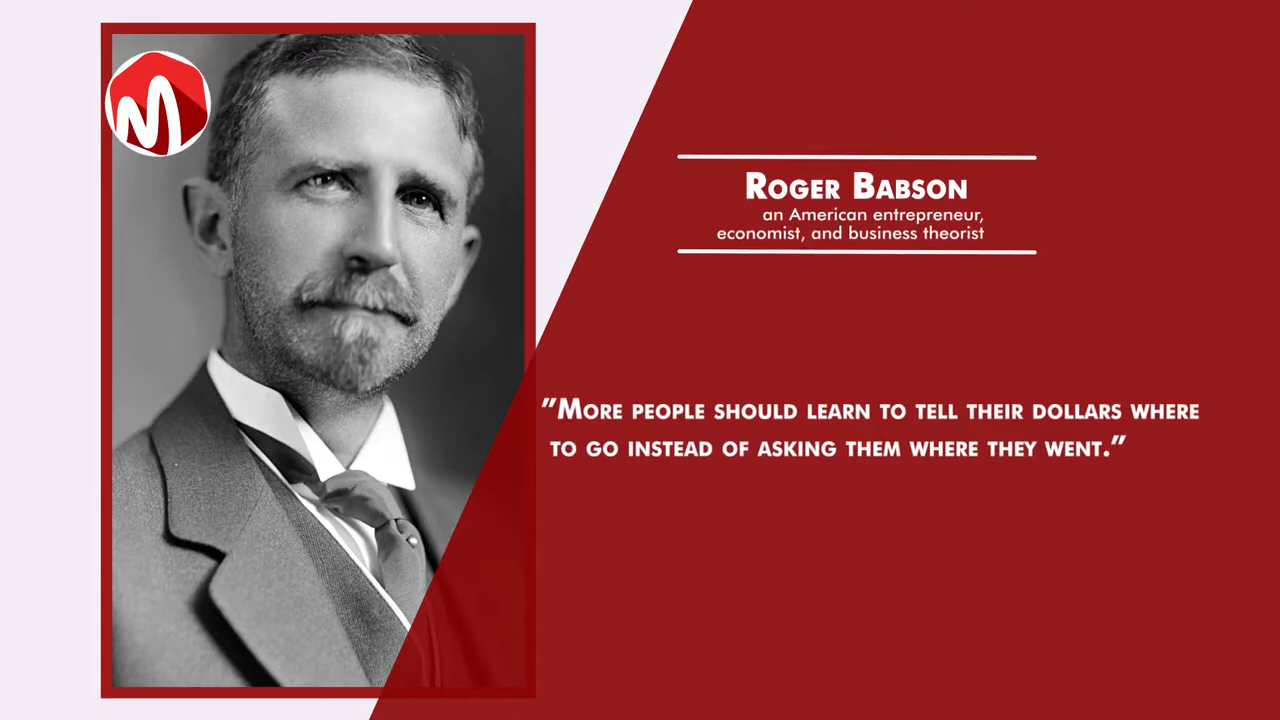 M
Roger Babson
an American entrepreneur,
economist, and business theorist
"More people should learn to tell their dollars where
to go instead of asking them where they went."